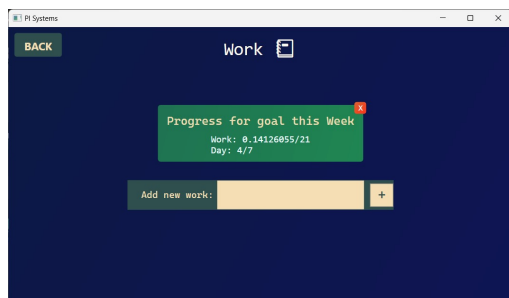 PI Systems
BACK
Work
X
Progress for goal this Week
Work: 0.14126055/21
Day: 4/7
Add new work:
+